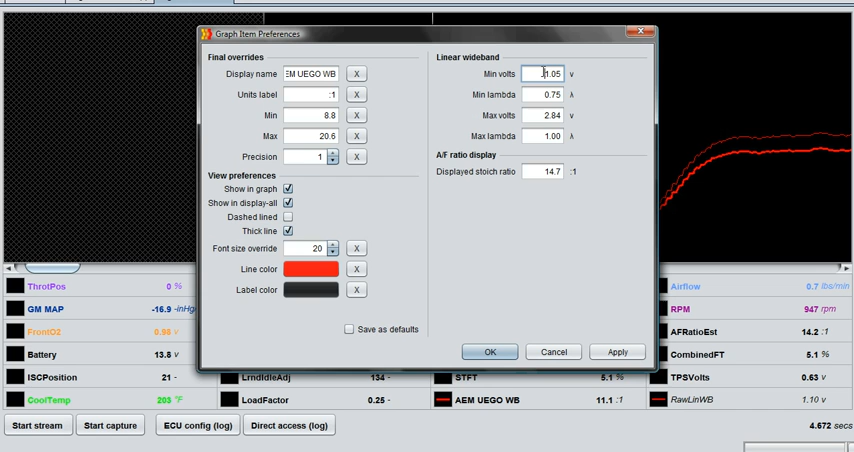 Graph Item Preferences
Final overrides
Display name EM UEGO WB X
Units label :1 X
Min 8.8 X
Max 20.6 X
Precision 1 X
View preferences
Show in graph
Show in display-all
Dashed lined
Thick line
Font size override 20 X
Line color X
Label color X
Save as defaults
Linear wideband
Min volts 1.05 v
Min lambda 0.75 λ
Max volts 2.84 v
Max lambda 1.00 λ
A/F ratio display
Displayed stoich ratio 14.7 :1
OK Cancel Apply
ThrotPos 0 % Airflow 0.7 lbs/min
GM MAP -16.9 -inHg RPM 947 rpm
FrontO2 0.98 v AFRatioEst 14.2 :1
Battery 13.8 v CombinedFT 5.1 %
ISCPosition 21 - LrndIdleAdj 134 - STFT 5.1 % TPSVolts 0.63 v
CoolTemp 203 °F LoadFactor 0.25 - AEM UEGO WB 11.1 :1 RawLinWB 1.10 v
Start stream Start capture ECU config (log) Direct access (log) 4.672 secs